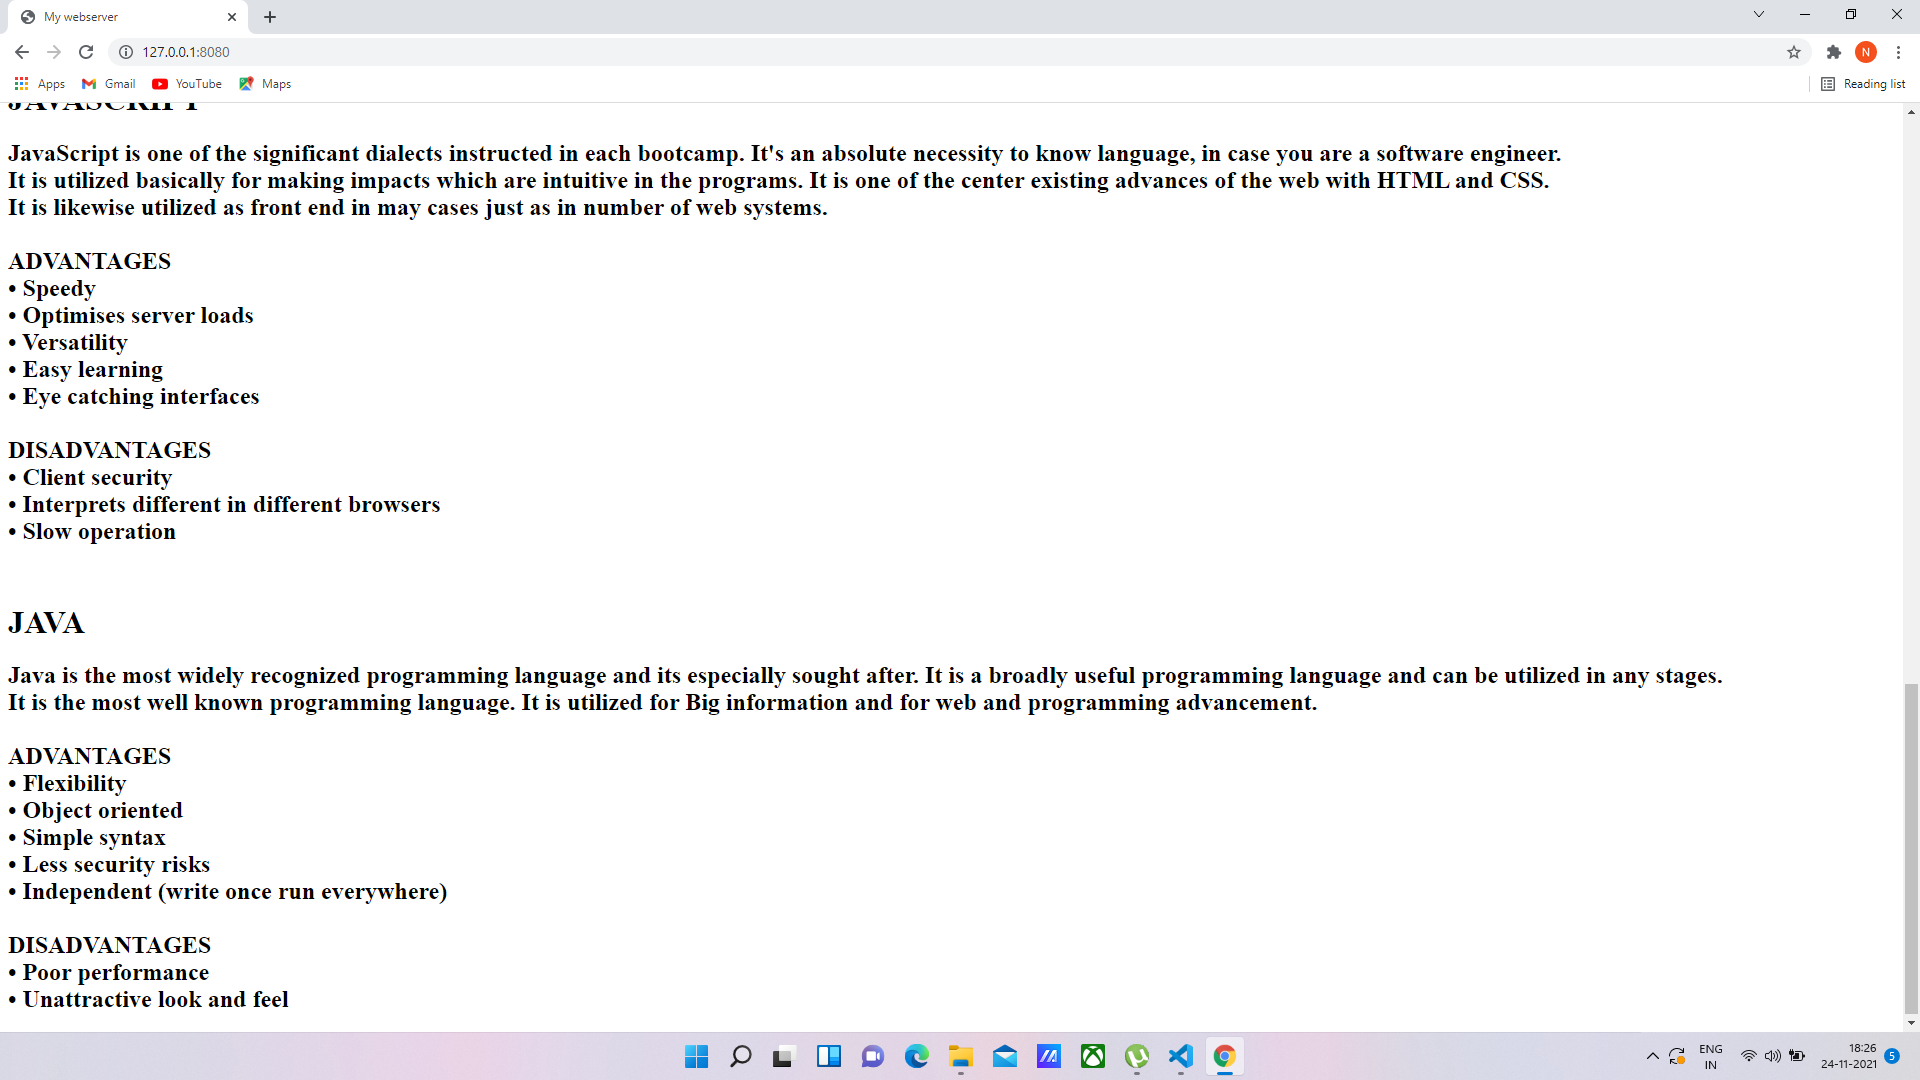 My webserver
127.0.0.1:8080
Apps
Gmail
YouTube
Maps
Reading list
N
JAVASCRIPT
JavaScript is one of the significant dialects instructed in each bootcamp. It's an absolute necessity to know language, in case you are a software engineer.
It is utilized basically for making impacts which are intuitive in the programs. It is one of the center existing advances of the web with HTML and CSS.
It is likewise utilized as front end in may cases just as in number of web systems.
ADVANTAGES
• Speedy
• Optimises server loads
• Versatility
• Easy learning
• Eye catching interfaces
DISADVANTAGES
• Client security
• Interprets different in different browsers
• Slow operation
JAVA
Java is the most widely recognized programming language and its especially sought after. It is a broadly useful programming language and can be utilized in any stages.
It is the most well known programming language. It is utilized for Big information and for web and programming advancement.
ADVANTAGES
• Flexibility
• Object oriented
• Simple syntax
• Less security risks
• Independent (write once run everywhere)
DISADVANTAGES
• Poor performance
• Unattractive look and feel
ENG
IN
18:26
24-11-2021
5